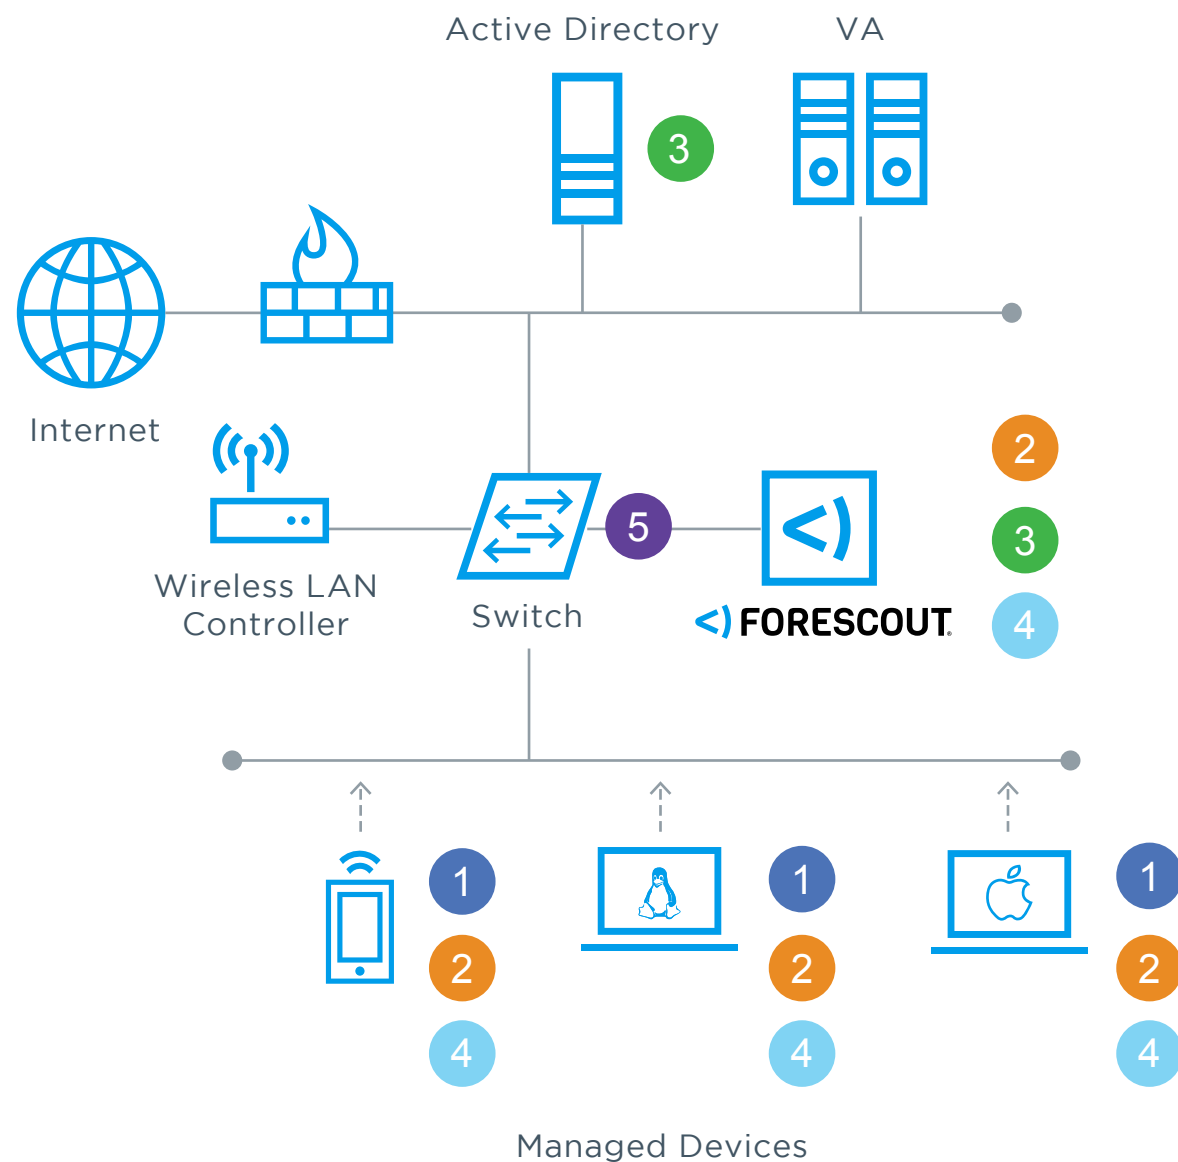 Active Directory
VA
3
Internet
2
5
3
Wireless LAN
Controller
Switch
FORESCOUT.
4
1
1
1
2
2
2
4
4
4
Managed Devices